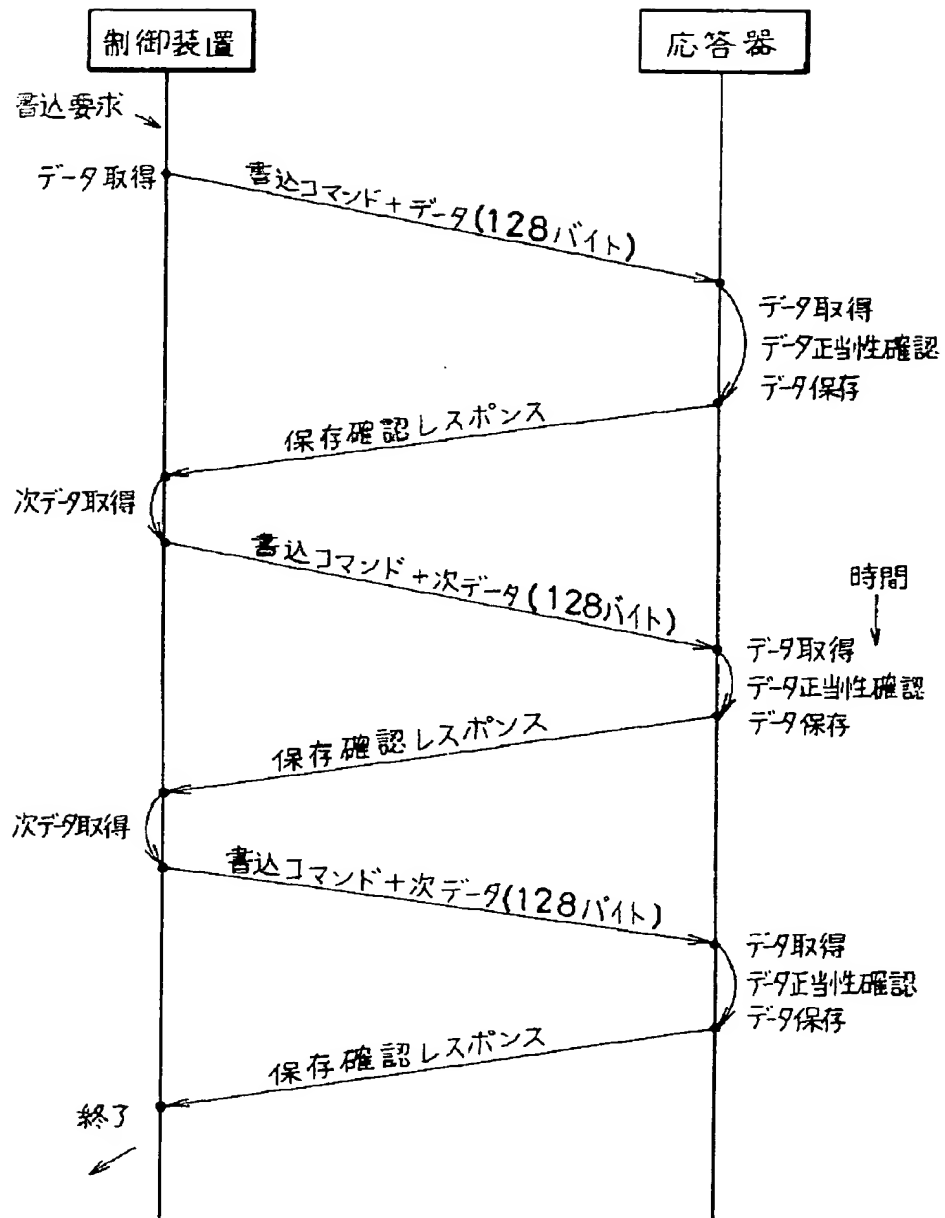 制御装置
応答器
書込要求
データ取得
書込コマンド+データ(128バイト)
データ取得
データ正当性確認
データ保存
保存確認レスポンス
次データ取得
書込コマンド+次データ(128バイト)
時間
データ取得
データ正当性確認
データ保存
保存確認レスポンス
次データ取得
書込コマンド+次データ(128バイト)
データ取得
データ正当性確認
データ保存
保存確認レスポンス
終了